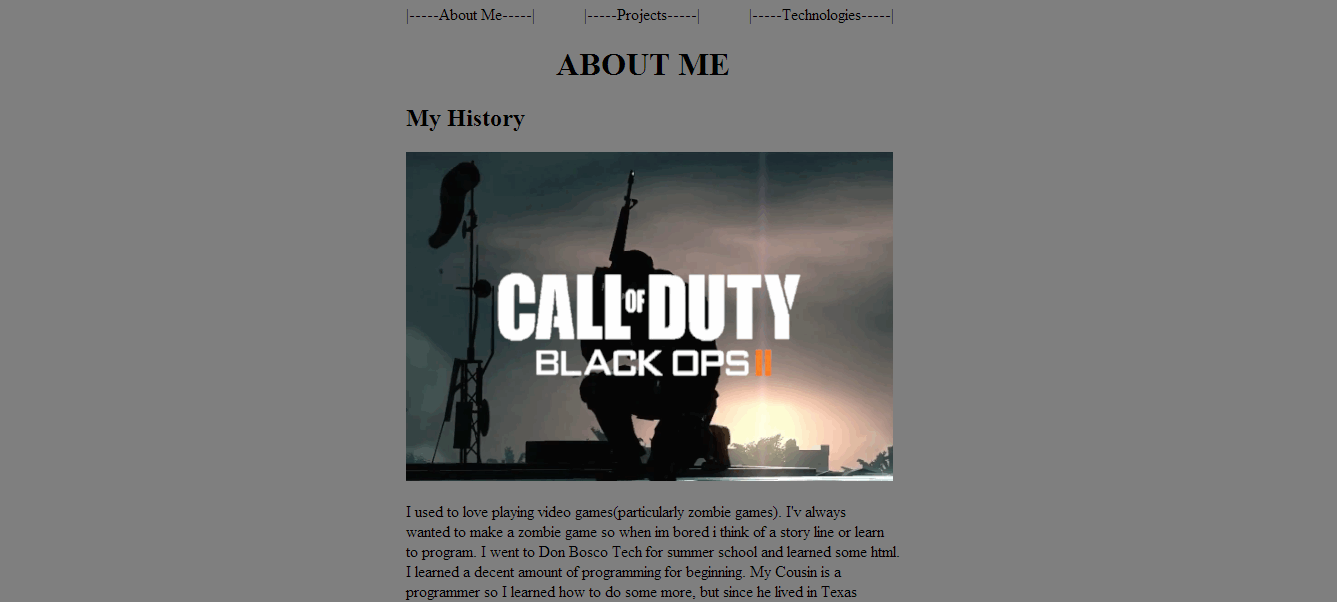 |-----About Me-----| |-----Projects-----| |-----Technologies-----|
ABOUT ME
My History
CALL OF DUTY
BLACK OPS II
I used to love playing video games(particularly zombie games). I'v always
wanted to make a zombie game so when im bored i think of a story line or learn
to program. I went to Don Bosco Tech for summer school and learned some html.
I learned a decent amount of programming for beginning. My Cousin is a
programmer so I learned how to do some more, but since he lived in Texas